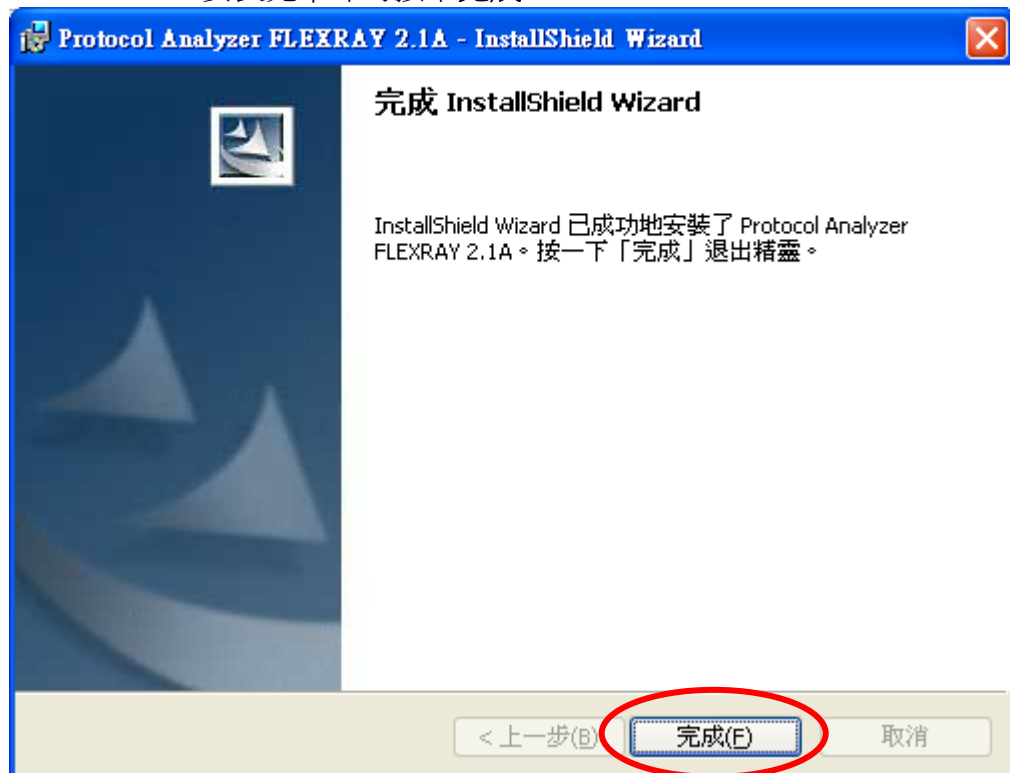 Protocol Analyzer FLEXRAY 2.1A - InstallShield Wizard
完成 InstallShield Wizard
InstallShield Wizard 已成功地安裝了 Protocol Analyzer
FLEXRAY 2.1A。按一下「完成」退出精靈。
< 上一步(B)
完成(F)
取消